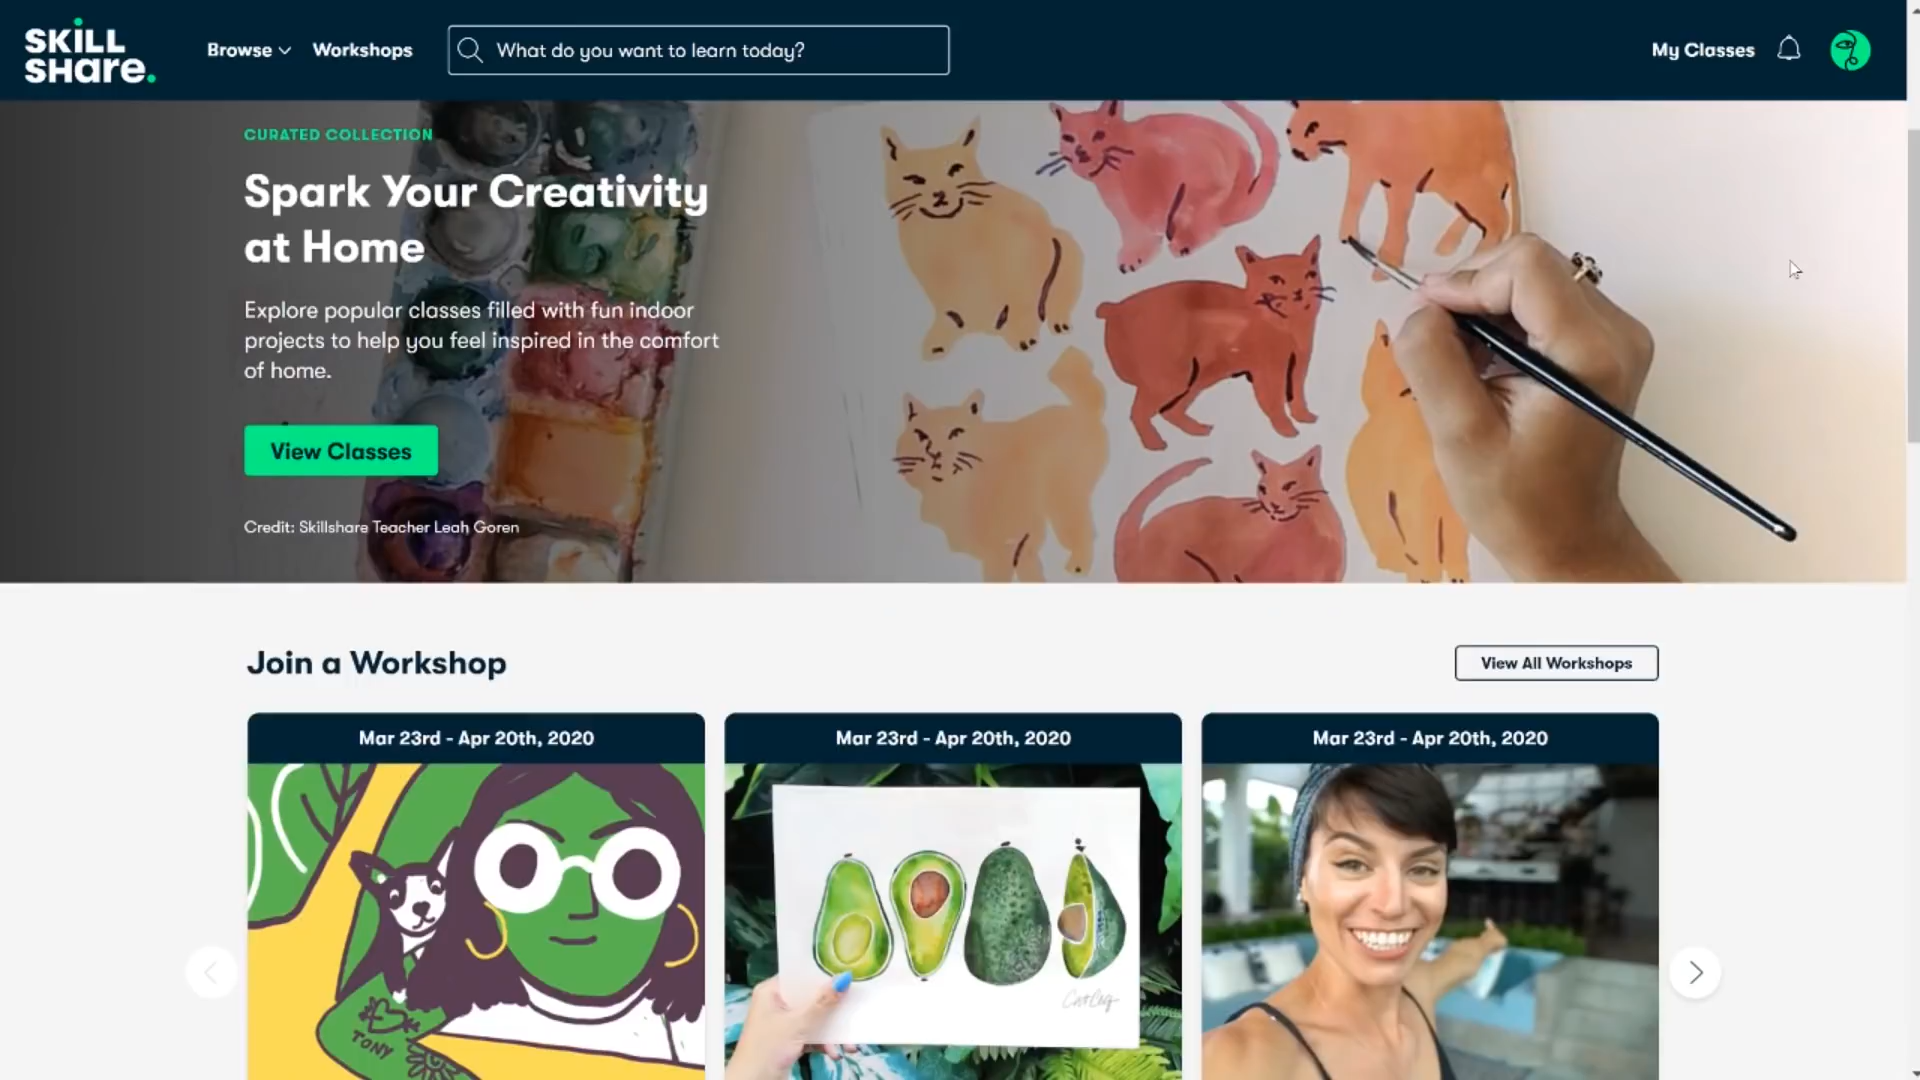 SKILL
SHare.
Browse
Workshops
What do you want to learn today?
My Classes
CURATED COLLECTION
Spark Your Creativity
at Home
Explore popular classes filled with fun indoor
projects to help you feel inspired in the comfort
of home.
View Classes
Credit: Skillshare Teacher Leah Goren
Join a Workshop
View All Workshops
Mar 23rd - Apr 20th, 2020
Mar 23rd - Apr 20th, 2020
Mar 23rd - Apr 20th, 2020
TONY